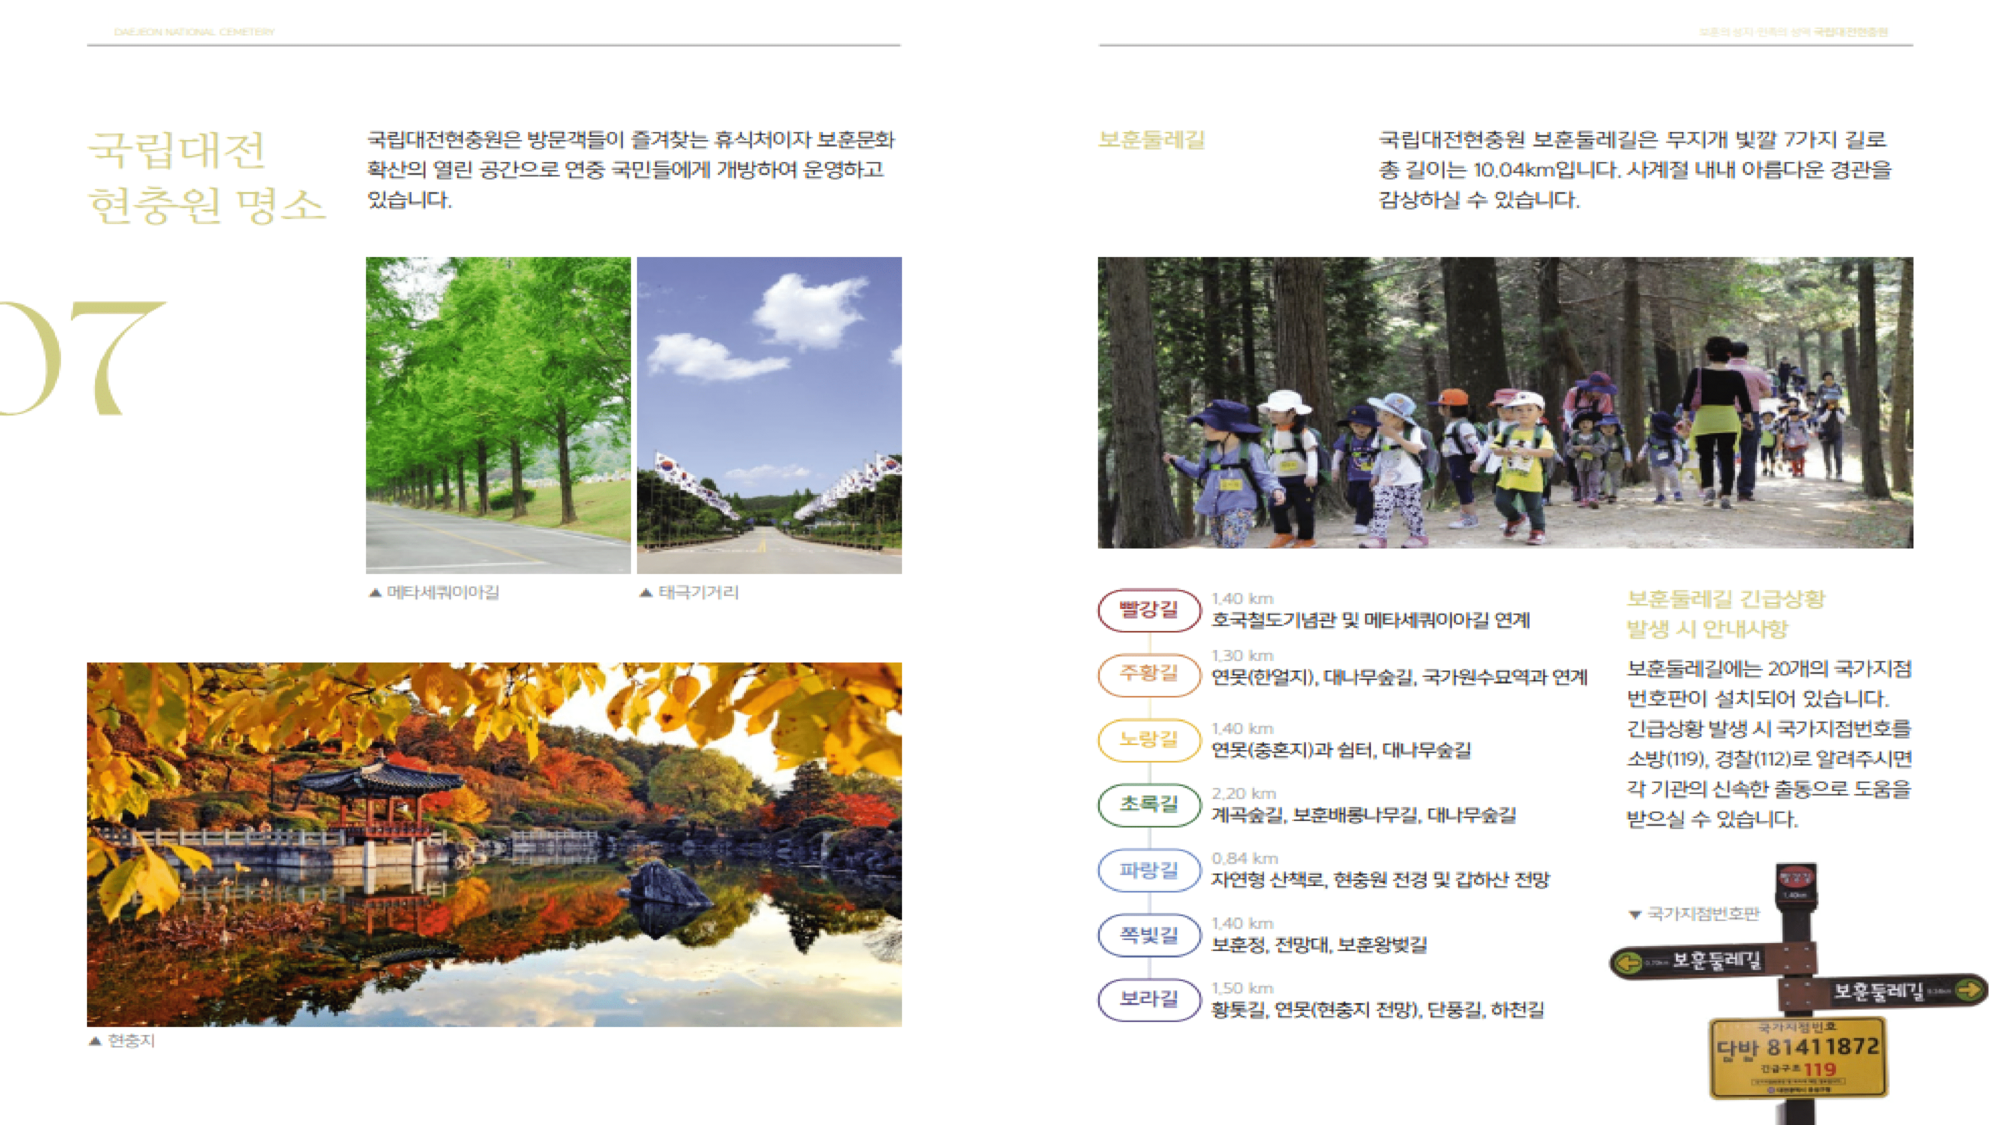 DAEJEON NATIONAL CEMETERY
보훈의 성지·민족의 성역 국립대전현충원
국립대전
현충원 명소
07
국립대전현충원은 방문객들이 즐겨찾는 휴식처이자 보훈문화
확산의 열린 공간으로 연중 국민들에게 개방하여 운영하고
있습니다.
▲ 메타세쿼이아길
▲ 태극기거리
▲ 현충지
보훈둘레길
국립대전현충원 보훈둘레길은 무지개 빛깔 7가지 길로
총 길이는 10.04km입니다. 사계절 내내 아름다운 경관을
감상하실 수 있습니다.
빨강길
1.40 km
호국철도기념관 및 메타세쿼이아길 연계
주황길
1.30 km
연못(한얼지), 대나무숲길, 국가원수묘역과 연계
노랑길
1.40 km
연못(충혼지)과 쉼터, 대나무숲길
초록길
2.20 km
계곡숲길, 보훈배롱나무길, 대나무숲길
파랑길
0.84 km
자연형 산책로, 현충원 전경 및 갑하산 전망
쪽빛길
1.40 km
보훈정, 전망대, 보훈왕벚길
보라길
1.50 km
황톳길, 연못(현충지 전망), 단풍길, 하천길
보훈둘레길 긴급상황
발생 시 안내사항
보훈둘레길에는 20개의 국가지점
번호판이 설치되어 있습니다.
긴급상황 발생 시 국가지점번호를
소방(119), 경찰(112)로 알려주시면
각 기관의 신속한 출동으로 도움을
받으실 수 있습니다.
▼ 국가지점번호판
빨강길
1.40km
보훈둘레길
보훈둘레길
국가지점번호
담밤 81411872
긴급구조 119